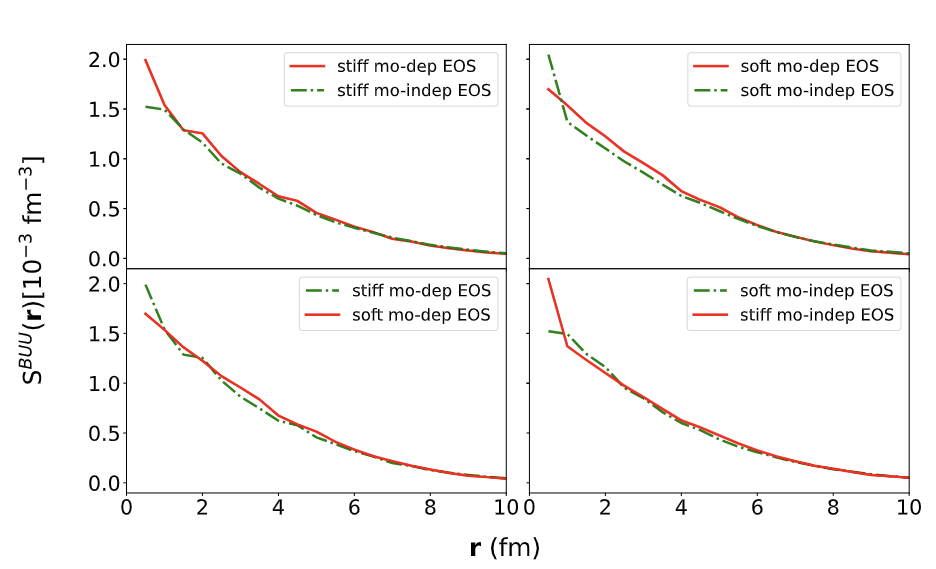 2.0
1.5
1.0
0.5
0.0
stiff mo-dep EOS
stiff mo-indep EOS
soft mo-dep EOS
soft mo-indep EOS
2.0
1.5
1.0
0.5
0.0
stiff mo-dep EOS
soft mo-dep EOS
soft mo-indep EOS
stiff mo-indep EOS
0 2 4 6 8 10
0 2 4 6 8 10
S^{BUU}(r)[10^{−3} fm^{−3}]
r (fm)